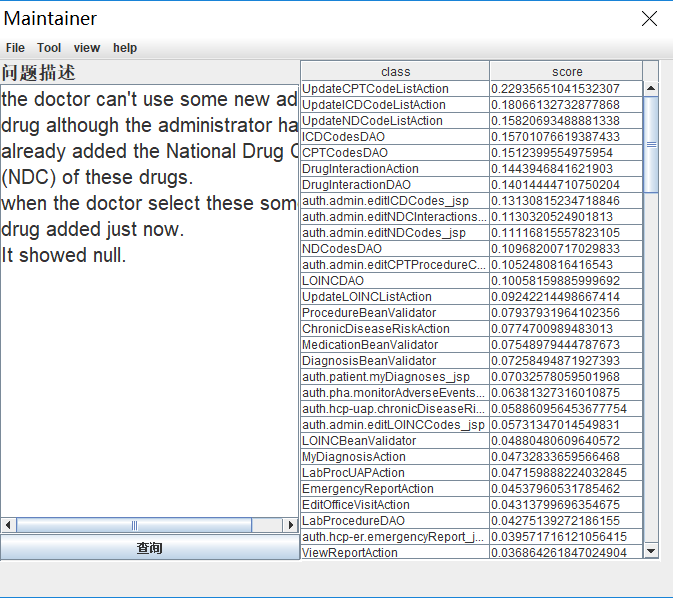 Maintainer
File Tool view help
问题描述
the doctor can't use some new ad
drug although the administrator ha
already added the National Drug C
(NDC) of these drugs.
when the doctor select these som
drug added just now.
It showed null.
查询
class score
UpdateCPTCodeListAction 0.22935651041532307
UpdateICDCodeListAction 0.18066132732877868
UpdateNDCodeListAction 0.15820693488881338
ICDCodesDAO 0.15701076619387433
CPTCodesDAO 0.1512399554975954
DrugInteractionAction 0.1443946841621903
DrugInteractionDAO 0.14014444710750204
auth.admin.editICDCodes_jsp 0.13130815234718846
auth.admin.editNDCInteractions... 0.1130320524901813
auth.admin.editNDCodes_jsp 0.11116815557823105
NDCodesDAO 0.10968200717029833
auth.admin.editCPTProcedureC... 0.1052480816416543
LOINCDAO 0.10058159885999692
UpdateLOINCListAction 0.09242214498667414
ProcedureBeanValidator 0.07937931964102356
ChronicDiseaseRiskAction 0.0774700989483013
MedicationBeanValidator 0.07548979444787673
DiagnosisBeanValidator 0.07258494871927393
auth.patient.myDiagnoses_jsp 0.07032578059501968
auth.pha.monitorAdverseEvents... 0.06381327316010875
auth.hcp-uap.chronicDiseaseRi... 0.058860956453677754
auth.admin.editLOINCCodes_jsp 0.05731347014549831
LOINCBeanValidator 0.04880480609640572
MyDiagnosisAction 0.04732833659566468
LabProcUAPAction 0.047159888224032845
EmergencyReportAction 0.04537960531785462
EditOfficeVisitAction 0.04313799696354675
LabProcedureDAO 0.04275139272186155
auth.hcp-er.emergencyReport_j... 0.039571716121056415
ViewReportAction 0.036864261847024904